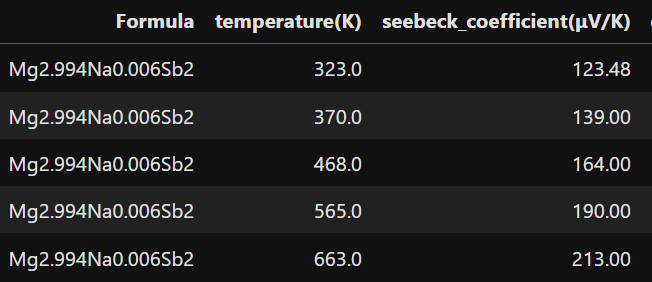 Formula temperature(K) seebeck_coefficient(μV/K)
Mg2.994Na0.006Sb2 323.0 123.48
Mg2.994Na0.006Sb2 370.0 139.00
Mg2.994Na0.006Sb2 468.0 164.00
Mg2.994Na0.006Sb2 565.0 190.00
Mg2.994Na0.006Sb2 663.0 213.00